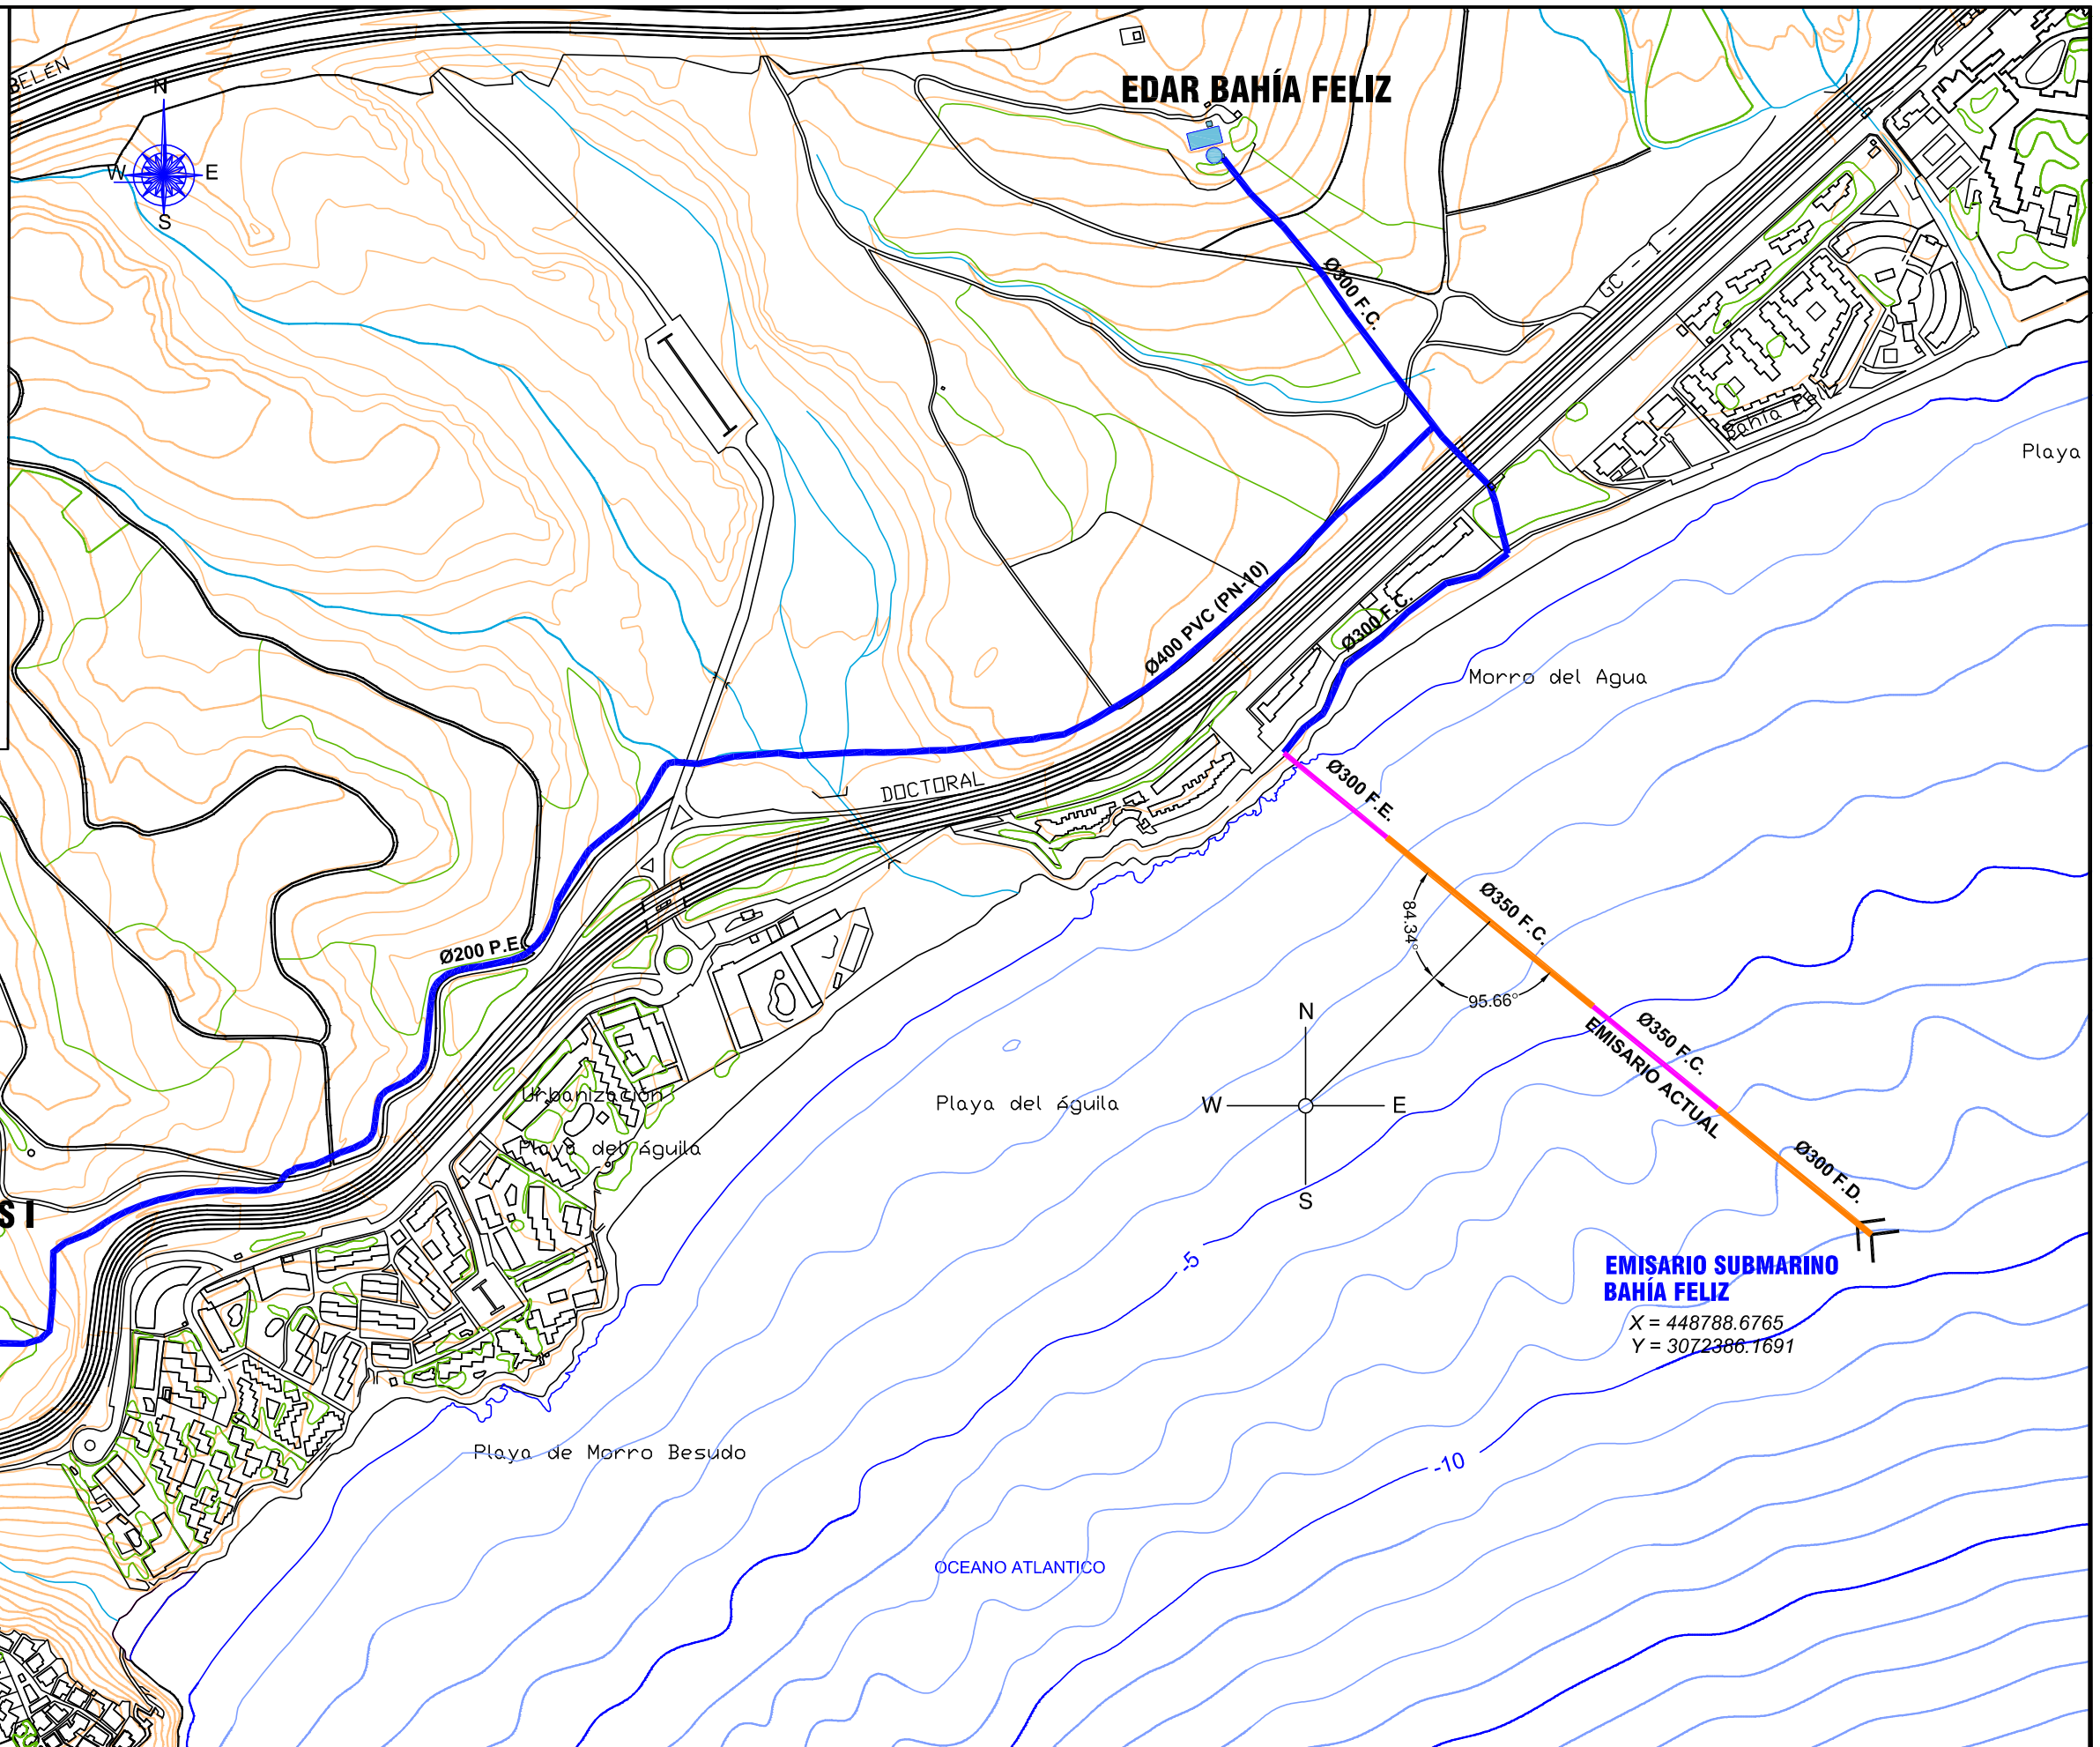 BELÉN
N
W
E
S
EDAR BAHÍA FELIZ
Ø300 F.C.
GC - 1 -
Playa
Ø400 PVC (PN-10)
Ø300 F.C.
Morro del Agua
DOCTORAL
Ø300 F.E.
Ø350 F.C.
84.34°
95.66°
Ø200 P.E.
N
W
E
S
Ø350 F.C.
EMISARIO ACTUAL
Ø300 F.D.
Urbanización
Playa del Águila
Playa del Águila
S I
-5
EMISARIO SUBMARINO
BAHÍA FELIZ
X = 448788.6765
Y = 3072386.1691
-10
Playa de Morro Besudo
OCEANO ATLANTICO